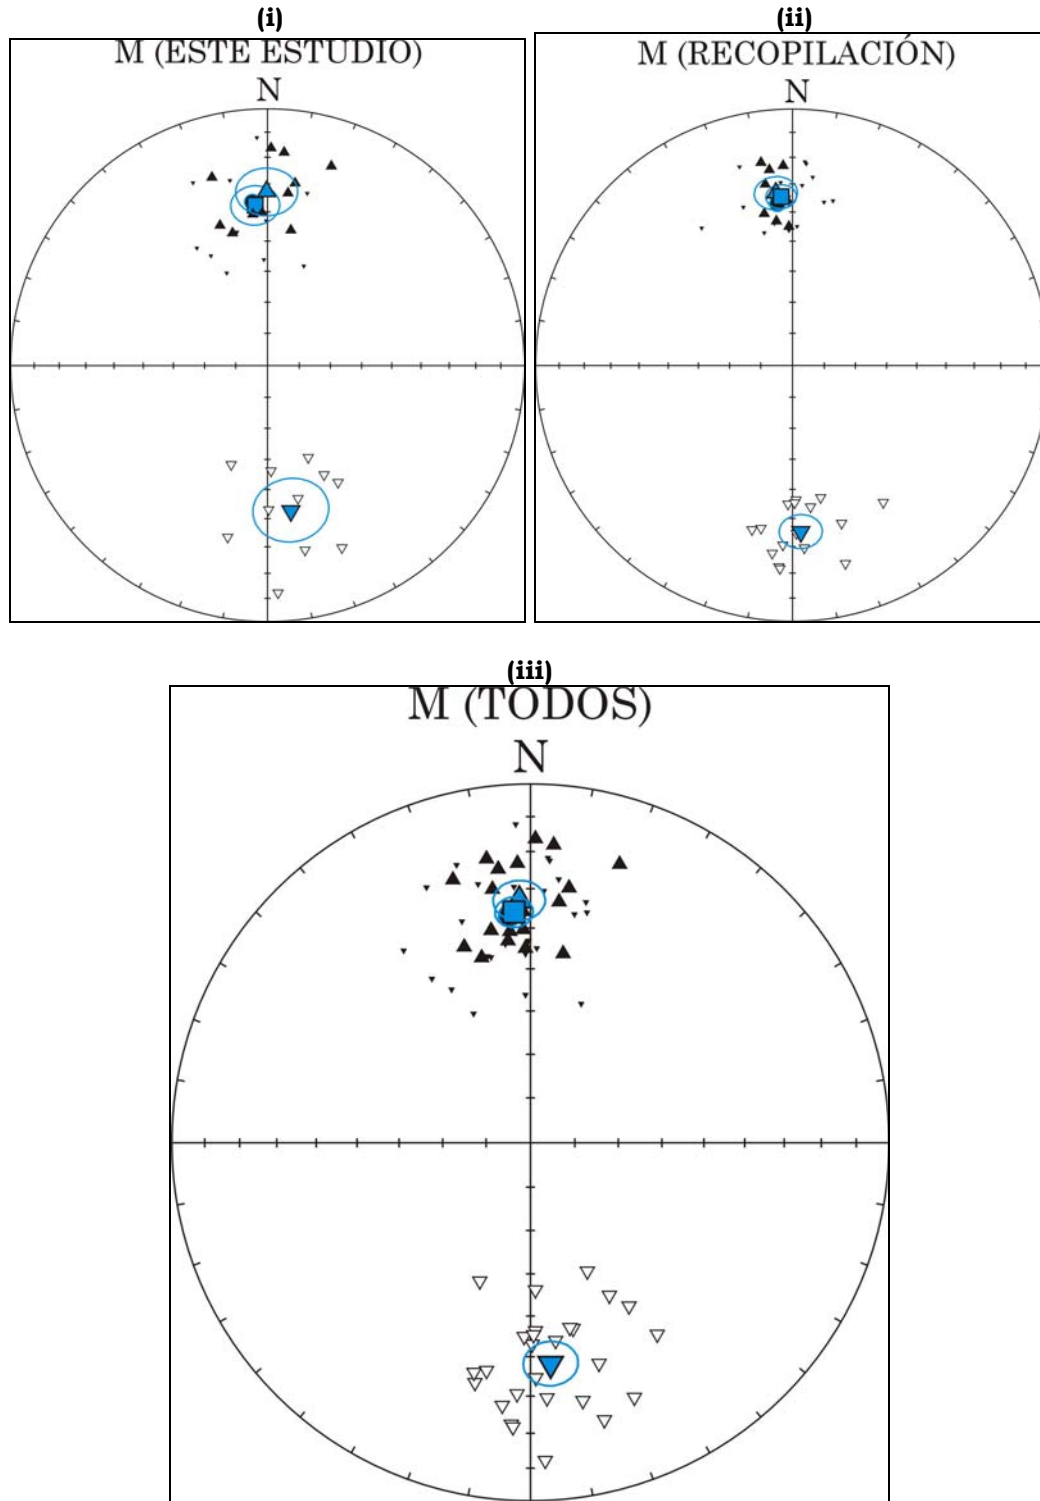 (i)
M (ESTE ESTUDIO)
N
(ii)
M (RECOPILACIÓN)
N
(iii)
M (TODOS)
N